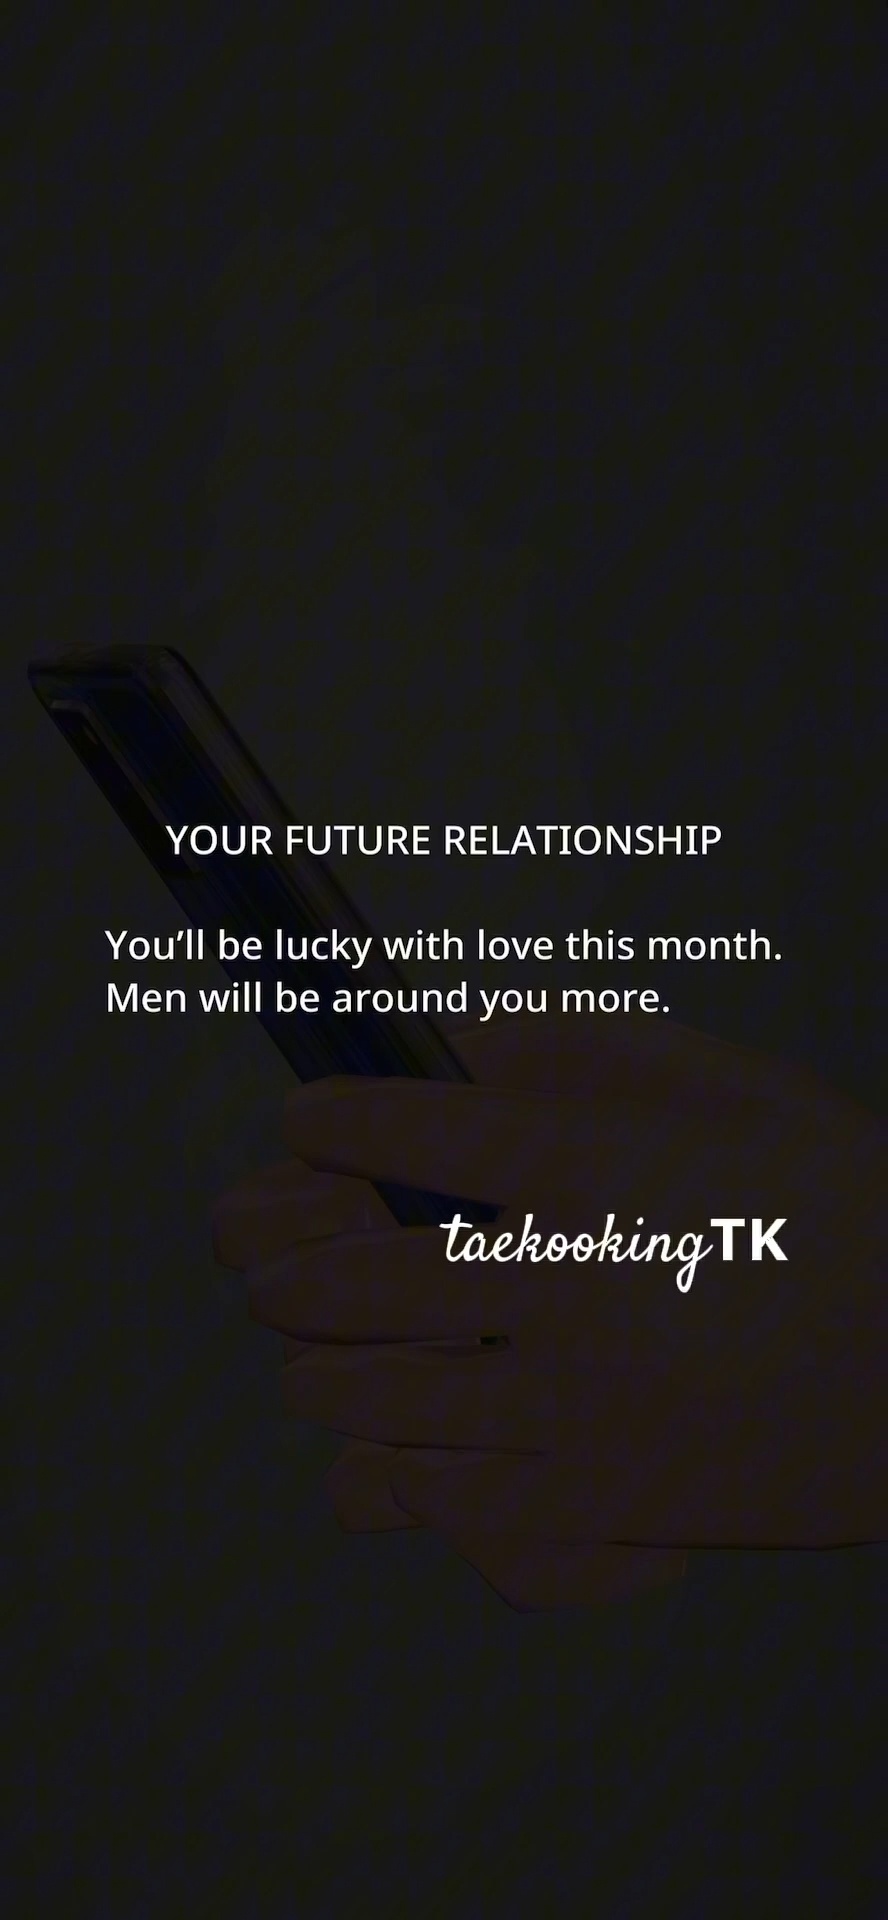 YOUR FUTURE RELATIONSHIP
You’ll be lucky with love this month.
Men will be around you more.
taekookingTK